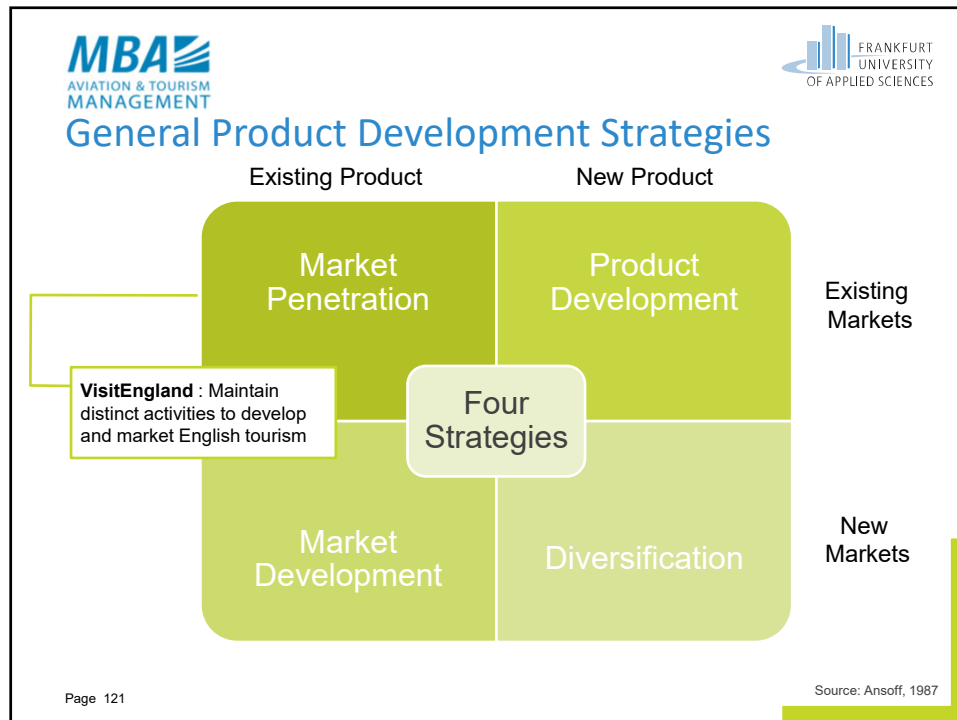 MBA
AVIATION & TOURISM
MANAGEMENT
FRANKFURT
UNIVERSITY
OF APPLIED SCIENCES
General Product Development Strategies
Existing Product
New Product
Market
Penetration
Product
Development
Existing
Markets
VisitEngland : Maintain
distinct activities to develop
and market English tourism
Four
Strategies
Market
Development
Diversification
New
Markets
Page 121
Source: Ansoff, 1987